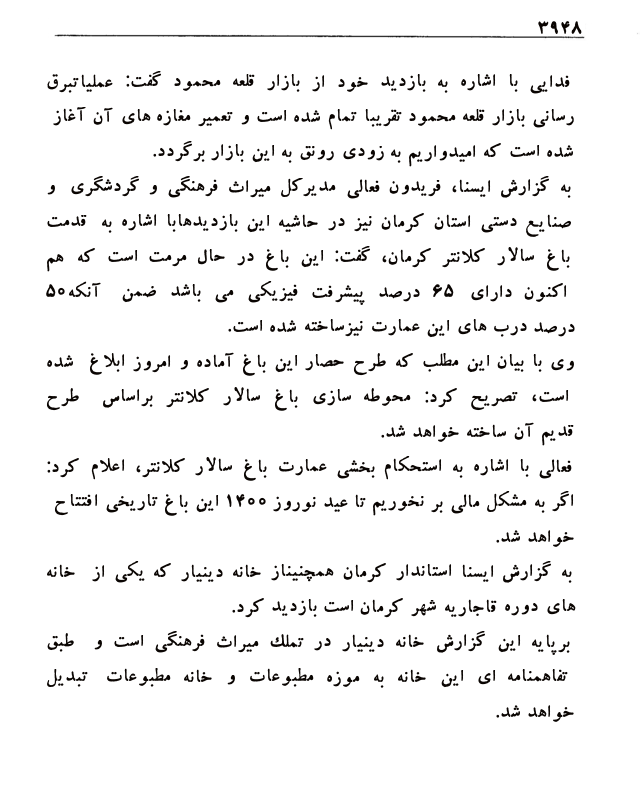 ۳۹۴۸
فدایی با اشاره به بازدید خود از بازار قلعه محمود گفت: عملیاتبرق
رسانی بازار قلعه محمود تقریبا تمام شده است و تعمیر مغازه های آن آغاز
شده است که امیدواریم به زودی رونق به این بازار برگردد.
به گزارش ایسنا، فریدون فعالی مدیرکل میراث فرهنگی و گردشگری و
صنایع دستی استان کرمان نیز در حاشیه این بازدیدهابا اشاره به قدمت
باغ سالار کلانتر کرمان، گفت: این باغ در حال مرمت است که هم
اکنون دارای ۶۵ درصد پیشرفت فیزیکی می باشد ضمن آنکه۵۰
درصد درب های این عمارت نیزساخته شده است.
وی با بیان این مطلب که طرح حصار این باغ آماده و امروز ابلاغ شده
است، تصریح کرد: محوطه سازی باغ سالار کلانتر براساس طرح
قدیم آن ساخته خواهد شد.
فعالی با اشاره به استحکام بخشی عمارت باغ سالار کلانتر، اعلام کرد:
اگر به مشکل مالی بر نخوریم تا عید نوروز ۱۴۰۰ این باغ تاریخی افتتاح
خواهد شد.
به گزارش ایسنا استاندار کرمان همچنیناز خانه دینیار که یکی از خانه
های دوره قاجاریه شهر کرمان است بازدید کرد.
برپایه این گزارش خانه دینیار در تملك میراث فرهنگی است و طبق
تفاهمنامه ای این خانه به موزه مطبوعات و خانه مطبوعات تبدیل
خواهد شد.